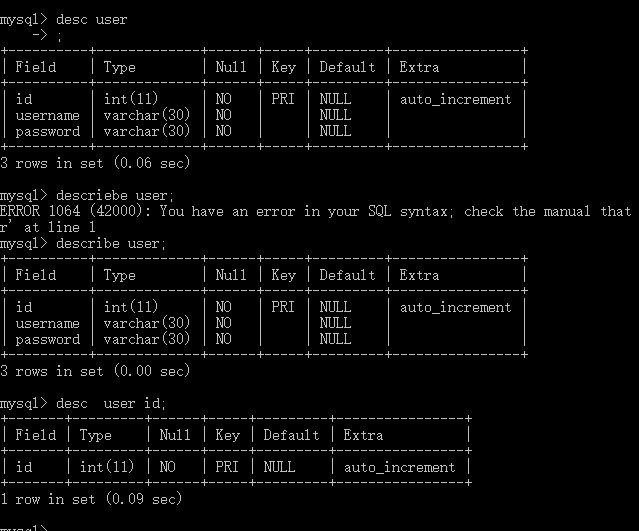 mysql> desc user
    -> ;
+----------+-------------+------+-----+---------+----------------+
| Field    | Type        | Null | Key | Default | Extra          |
+----------+-------------+------+-----+---------+----------------+
| id       | int(11)     | NO   | PRI | NULL    | auto_increment |
| username | varchar(30) | NO   |     | NULL    |                |
| password | varchar(30) | NO   |     | NULL    |                |
+----------+-------------+------+-----+---------+----------------+
3 rows in set (0.06 sec)
mysql> descriebe user;
ERROR 1064 (42000): You have an error in your SQL syntax; check the manual that
r' at line 1
mysql> describe user;
+----------+-------------+------+-----+---------+----------------+
| Field    | Type        | Null | Key | Default | Extra          |
+----------+-------------+------+-----+---------+----------------+
| id       | int(11)     | NO   | PRI | NULL    | auto_increment |
| username | varchar(30) | NO   |     | NULL    |                |
| password | varchar(30) | NO   |     | NULL    |                |
+----------+-------------+------+-----+---------+----------------+
3 rows in set (0.00 sec)
mysql> desc  user id;
+-------+---------+------+-----+---------+----------------+
| Field | Type    | Null | Key | Default | Extra          |
+-------+---------+------+-----+---------+----------------+
| id    | int(11) | NO   | PRI | NULL    | auto_increment |
+-------+---------+------+-----+---------+----------------+
1 row in set (0.09 sec)
mysql>